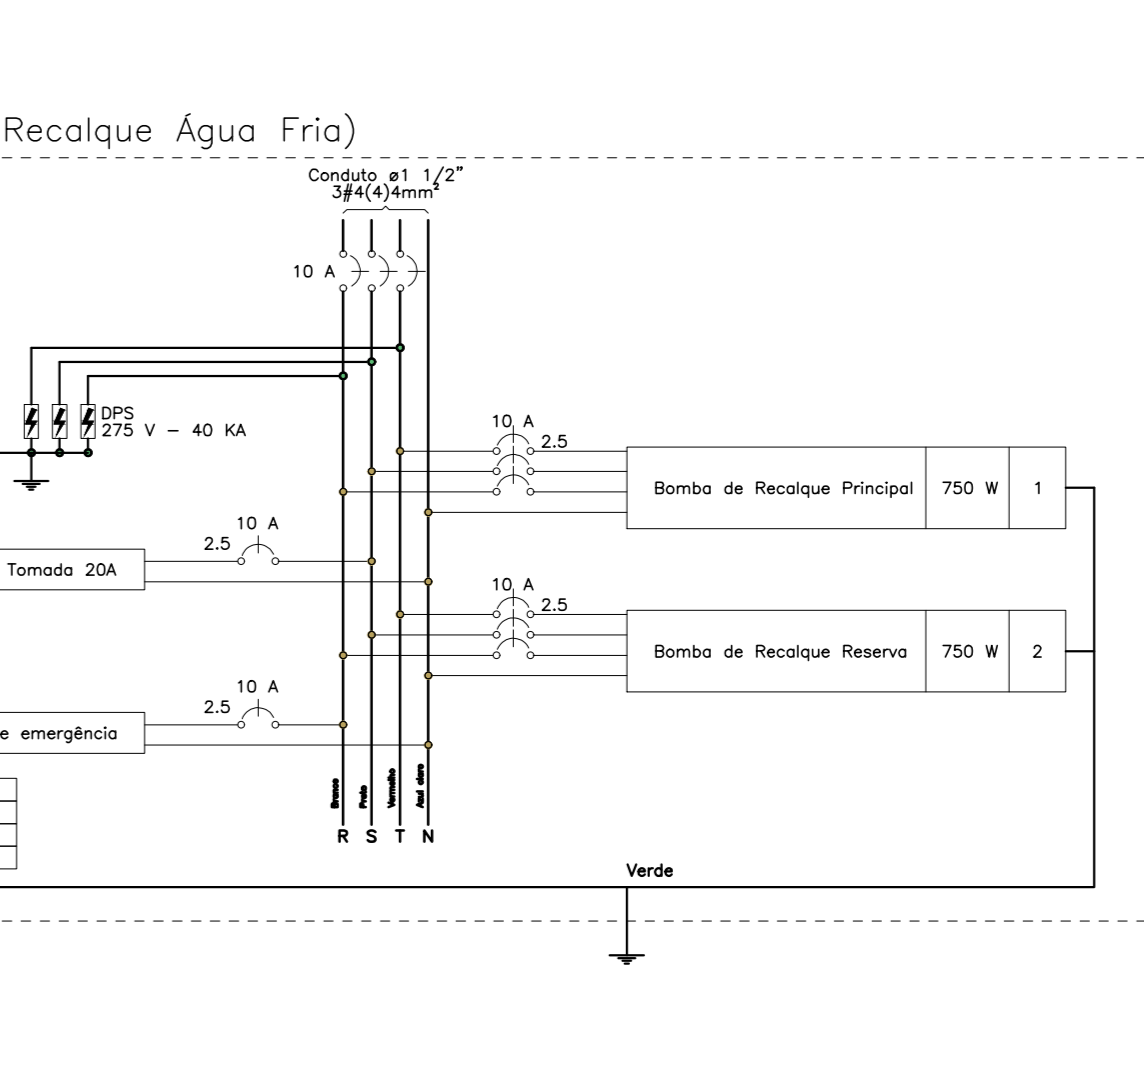 Recalque Água Fria)
Conduto ø1 1/2"
3#4(4)4mm²
10 A
DPS
275 V – 40 KA
10 A
2.5
Bomba de Recalque Principal 750 W 1
10 A
2.5
Tomada 20A
10 A
2.5
Bomba de Recalque Reserva 750 W 2
10 A
2.5
e emergência
Branco
Preto
Vermelho
Azul claro
R S T N
Verde